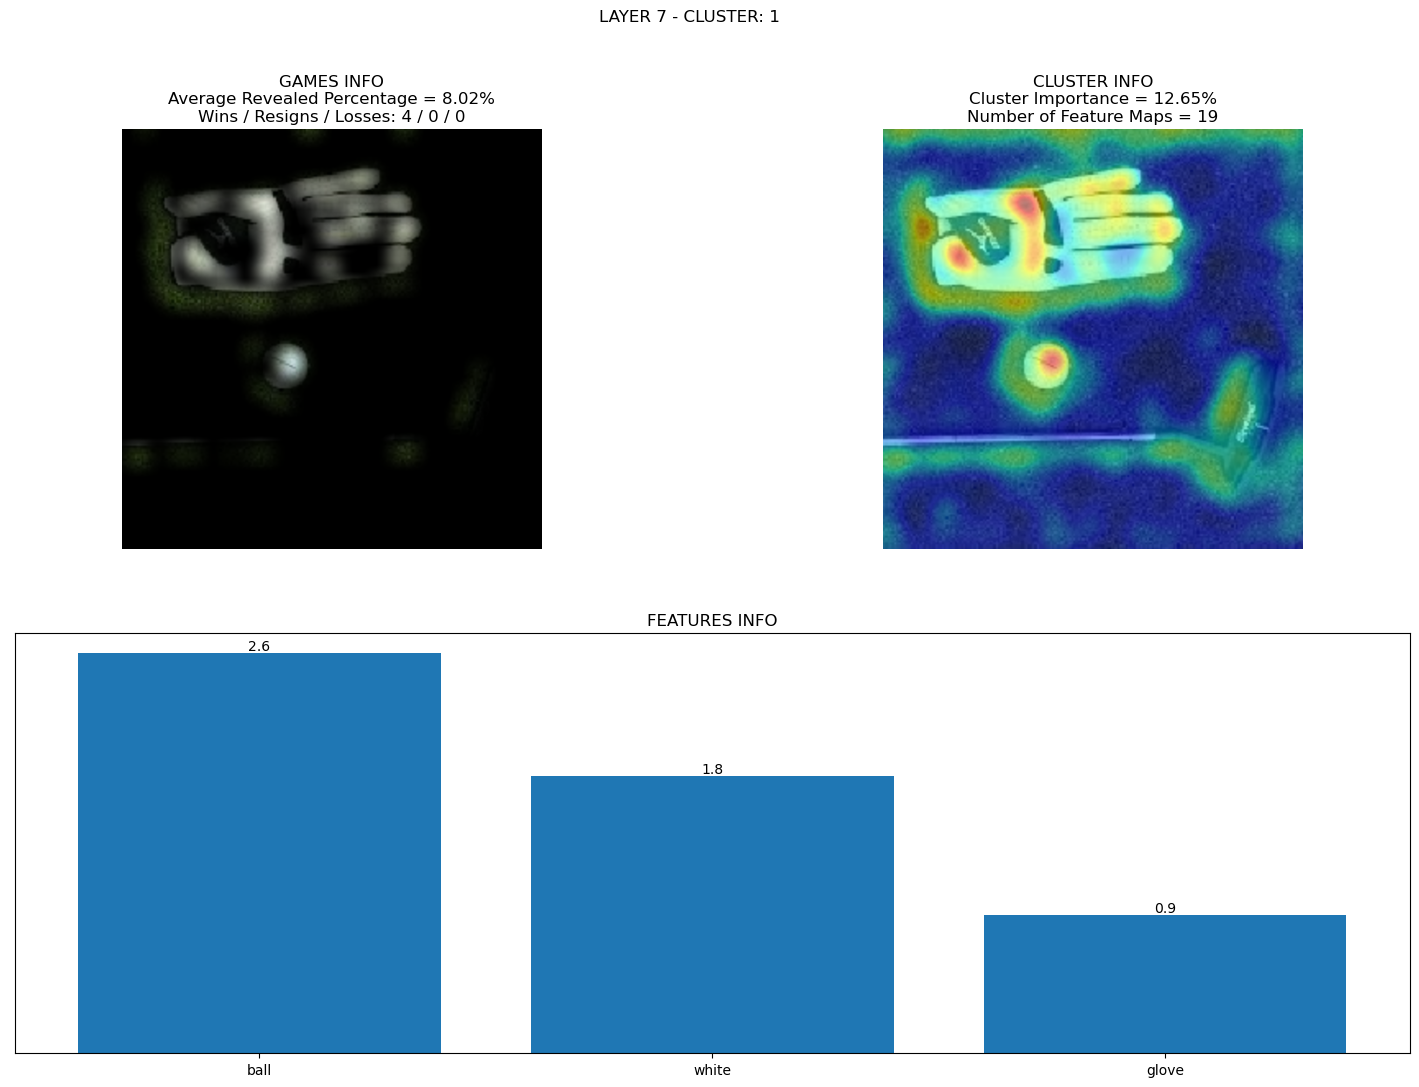 LAYER 7 - CLUSTER: 1
GAMES INFO
Average Revealed Percentage = 8.02%
Wins / Resigns / Losses: 4 / 0 / 0
CLUSTER INFO
Cluster Importance = 12.65%
Number of Feature Maps = 19
FEATURES INFO
2.6
1.8
0.9
ball
white
glove